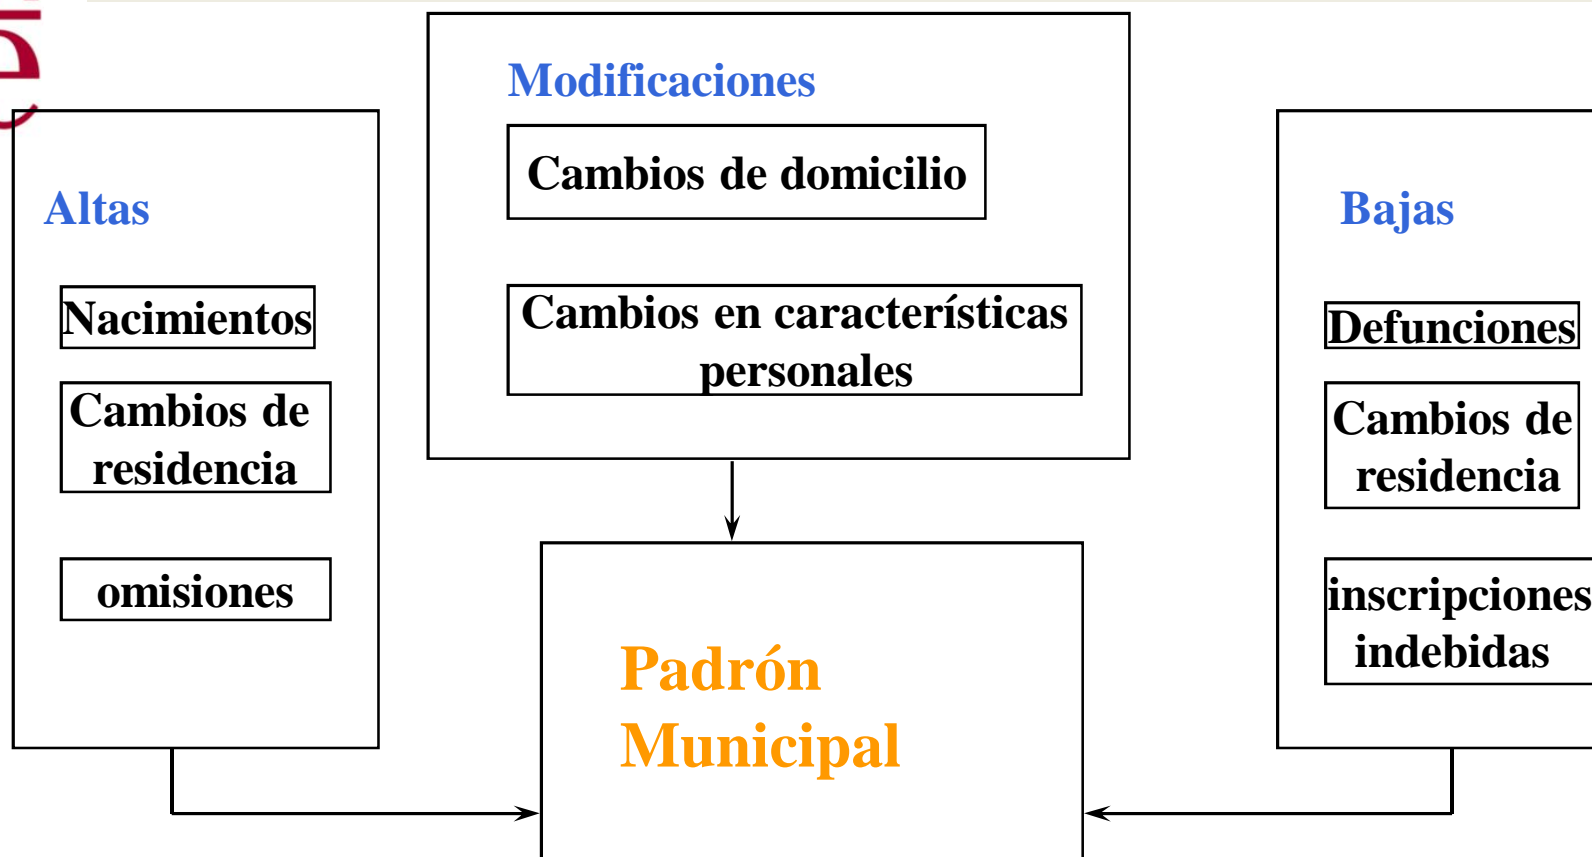 Modificaciones
Cambios de domicilio
Cambios en características
personales
Altas
Nacimientos
Cambios de
residencia
omisiones
Bajas
Defunciones
Cambios de
residencia
inscripciones
indebidas
Padrón
Municipal